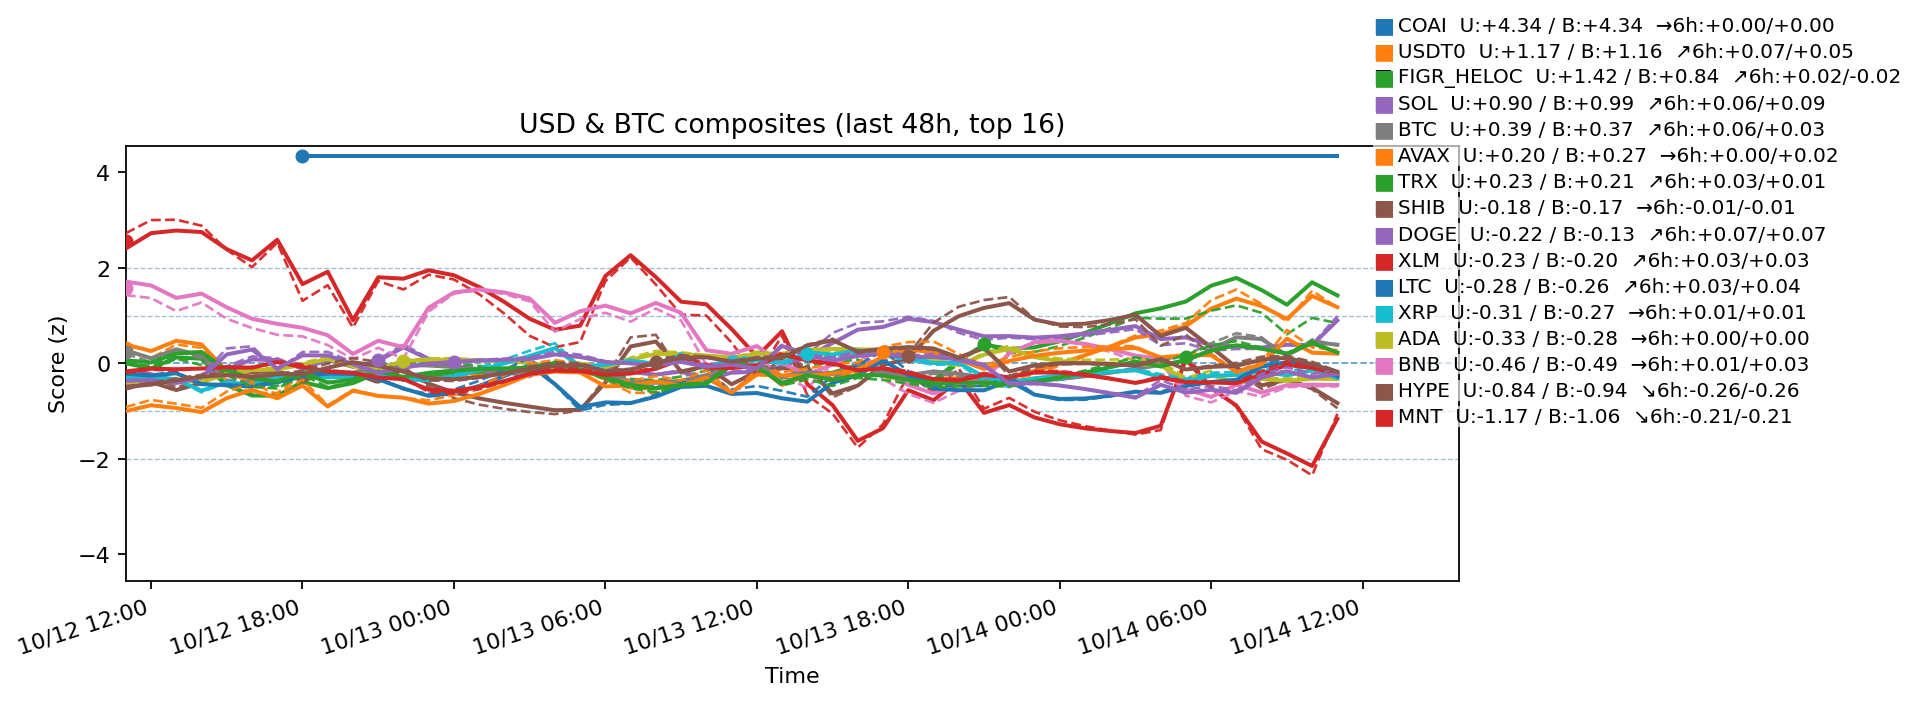 COAI  U:+4.34 / B:+4.34  →6h:+0.00/+0.00
USDT0  U:+1.17 / B:+1.16  ↗6h:+0.07/+0.05
FIGR_HELOC  U:+1.42 / B:+0.84  ↗6h:+0.02/-0.02
SOL  U:+0.90 / B:+0.99  ↗6h:+0.06/+0.09
BTC  U:+0.39 / B:+0.37  ↗6h:+0.06/+0.03
AVAX  U:+0.20 / B:+0.27  →6h:+0.00/+0.02
TRX  U:+0.23 / B:+0.21  ↗6h:+0.03/+0.01
SHIB  U:-0.18 / B:-0.17  →6h:-0.01/-0.01
DOGE  U:-0.22 / B:-0.13  ↗6h:+0.07/+0.07
XLM  U:-0.23 / B:-0.20  ↗6h:+0.03/+0.03
LTC  U:-0.28 / B:-0.26  ↗6h:+0.03/+0.04
XRP  U:-0.31 / B:-0.27  →6h:+0.01/+0.01
ADA  U:-0.33 / B:-0.28  →6h:+0.00/+0.00
BNB  U:-0.46 / B:-0.49  →6h:+0.01/+0.03
HYPE  U:-0.84 / B:-0.94  ↘6h:-0.26/-0.26
MNT  U:-1.17 / B:-1.06  ↘6h:-0.21/-0.21
USD & BTC composites (last 48h, top 16)
Score (z)
4
2
0
−2
−4
10/12 12:00
10/12 18:00
10/13 00:00
10/13 06:00
10/13 12:00
10/13 18:00
10/14 00:00
10/14 06:00
10/14 12:00
Time